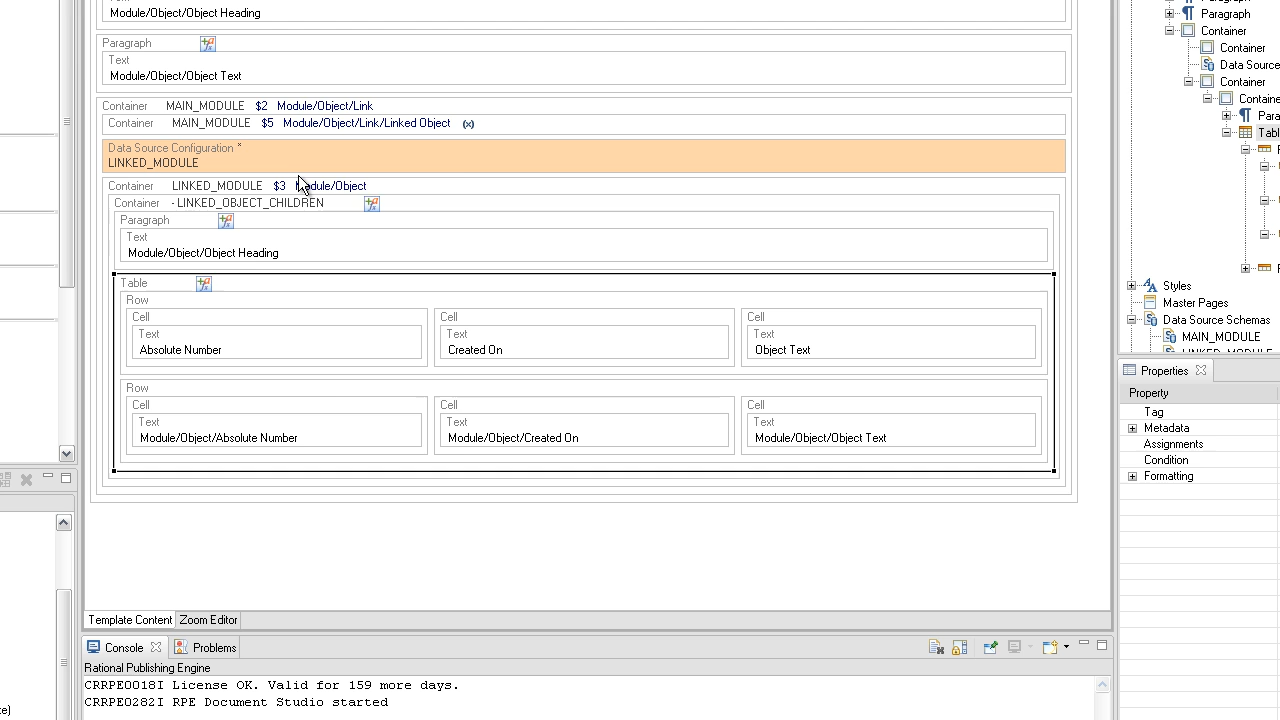 Module/Object/Object Heading
Paragraph
Text
Module/Object/Object Text
Container MAIN_MODULE $2 Module/Object/Link
Container MAIN_MODULE $5 Module/Object/Link/Linked Object (x)
Data Source Configuration *
LINKED_MODULE
Container LINKED_MODULE $3 Module/Object
Container - LINKED_OBJECT_CHILDREN
Paragraph
Text
Module/Object/Object Heading
Table
Row
Cell Cell Cell
Text Text Text
Absolute Number Created On Object Text
Row
Cell Cell Cell
Text Text Text
Module/Object/Absolute Number Module/Object/Created On Module/Object/Object Text
Template Content Zoom Editor
Console Problems
Rational Publishing Engine
CRRPE0018I License OK. Valid for 159 more days.
CRRPE0282I RPE Document Studio started
Paragraph
Paragraph
Container
Container
Data Source
Container
Containe
Para
Tabl
Styles
Master Pages
Data Source Schemas
MAIN_MODULE
LINKED_MODULE
Properties
Property
Tag
Metadata
Assignments
Condition
Formatting